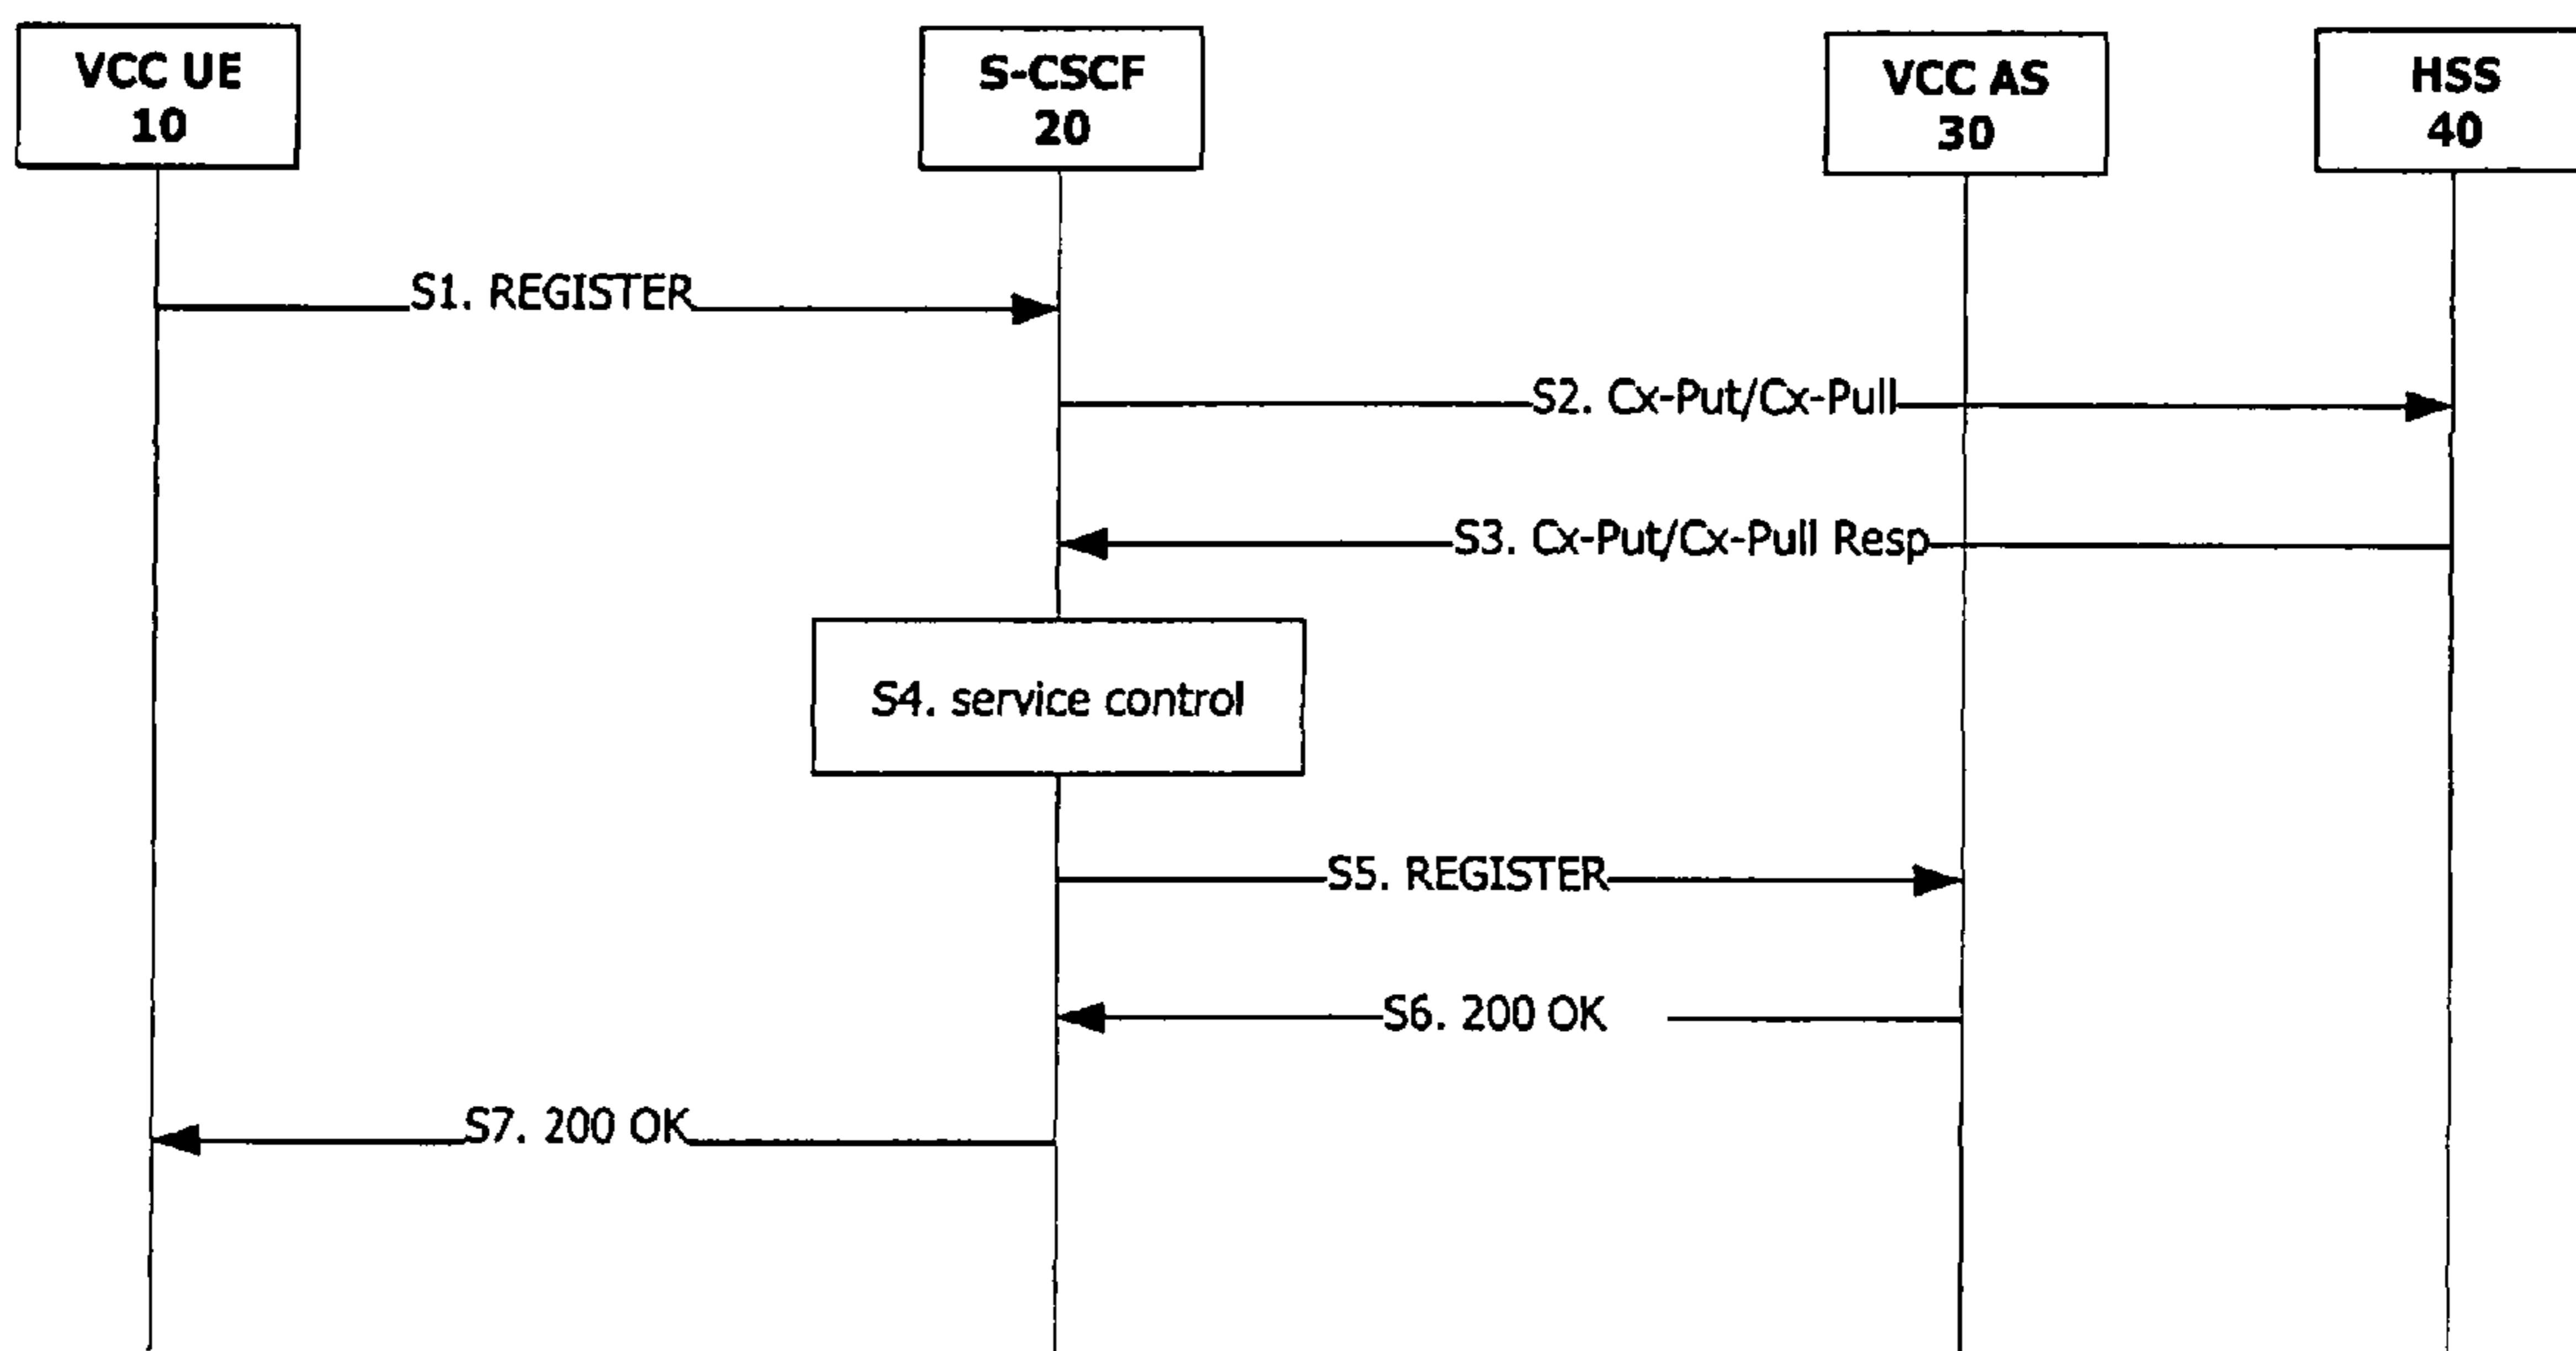 VCC UE
10
S-CSCF
20
VCC AS
30
HSS
40
S1. REGISTER
S2. Cx-Put/Cx-Pull
S3. Cx-Put/Cx-Pull Resp
S4. service control
S5. REGISTER
S6. 200 OK
S7. 200 OK